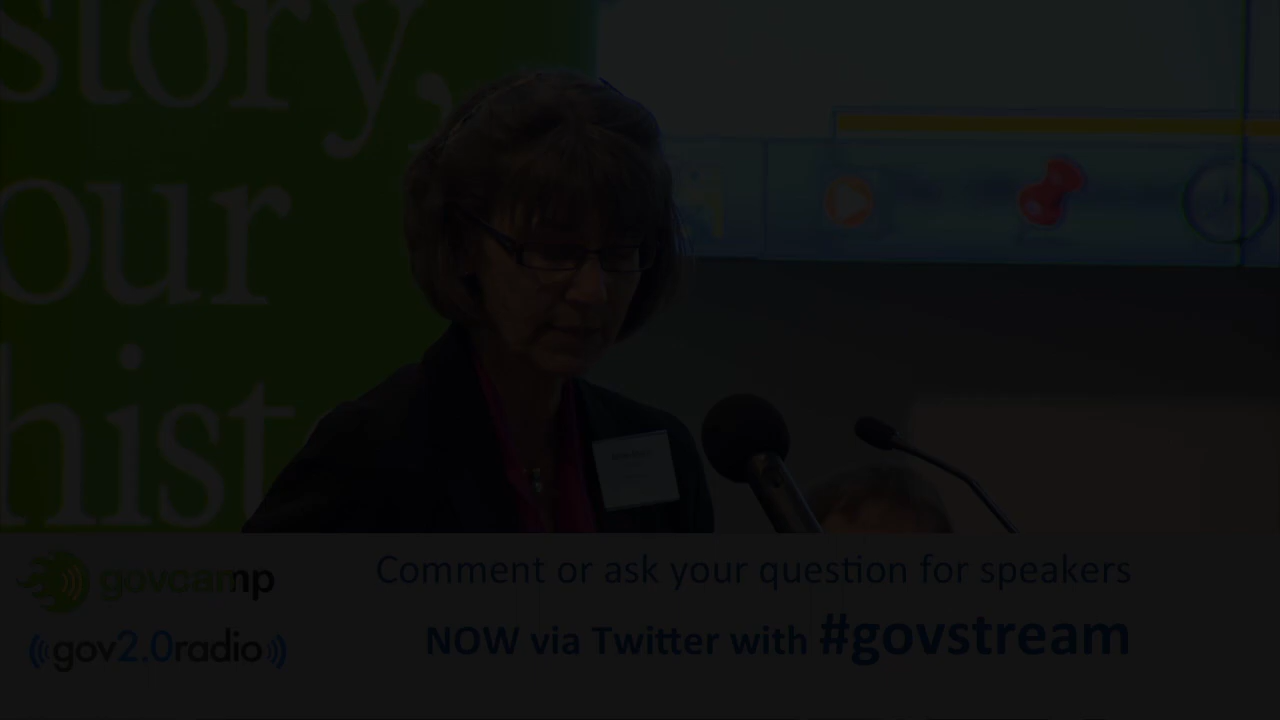 story,
our
hist
govcamp
Comment or ask your question for speakers
gov2.0radio
NOW via Twitter with #govstream